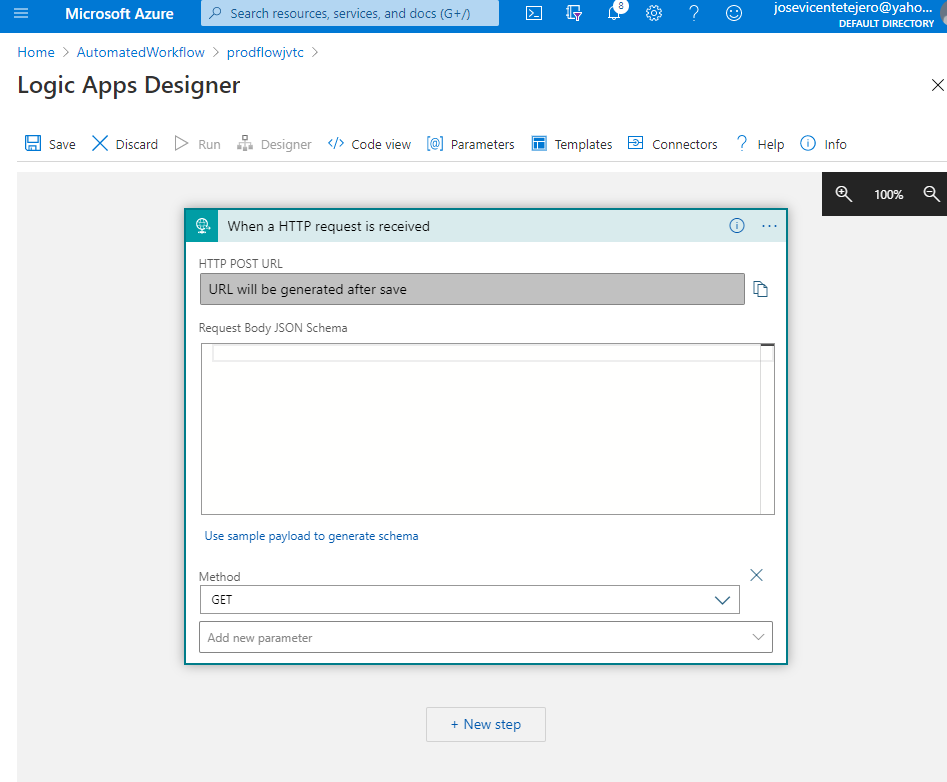 Microsoft Azure
Search resources, services, and docs (G+/)
8
josevicentetejero@yaho...
DEFAULT DIRECTORY
Home > AutomatedWorkflow > prodflowjvtc >
Logic Apps Designer
Save Discard Run Designer </> Code view [@] Parameters Templates Connectors ? Help Info
100%
When a HTTP request is received
HTTP POST URL
URL will be generated after save
Request Body JSON Schema
Use sample payload to generate schema
Method
GET
Add new parameter
+ New step